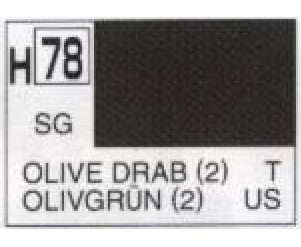 H 78
SG
OLIVE DRAB (2) T
OLIVGRÜN (2) US